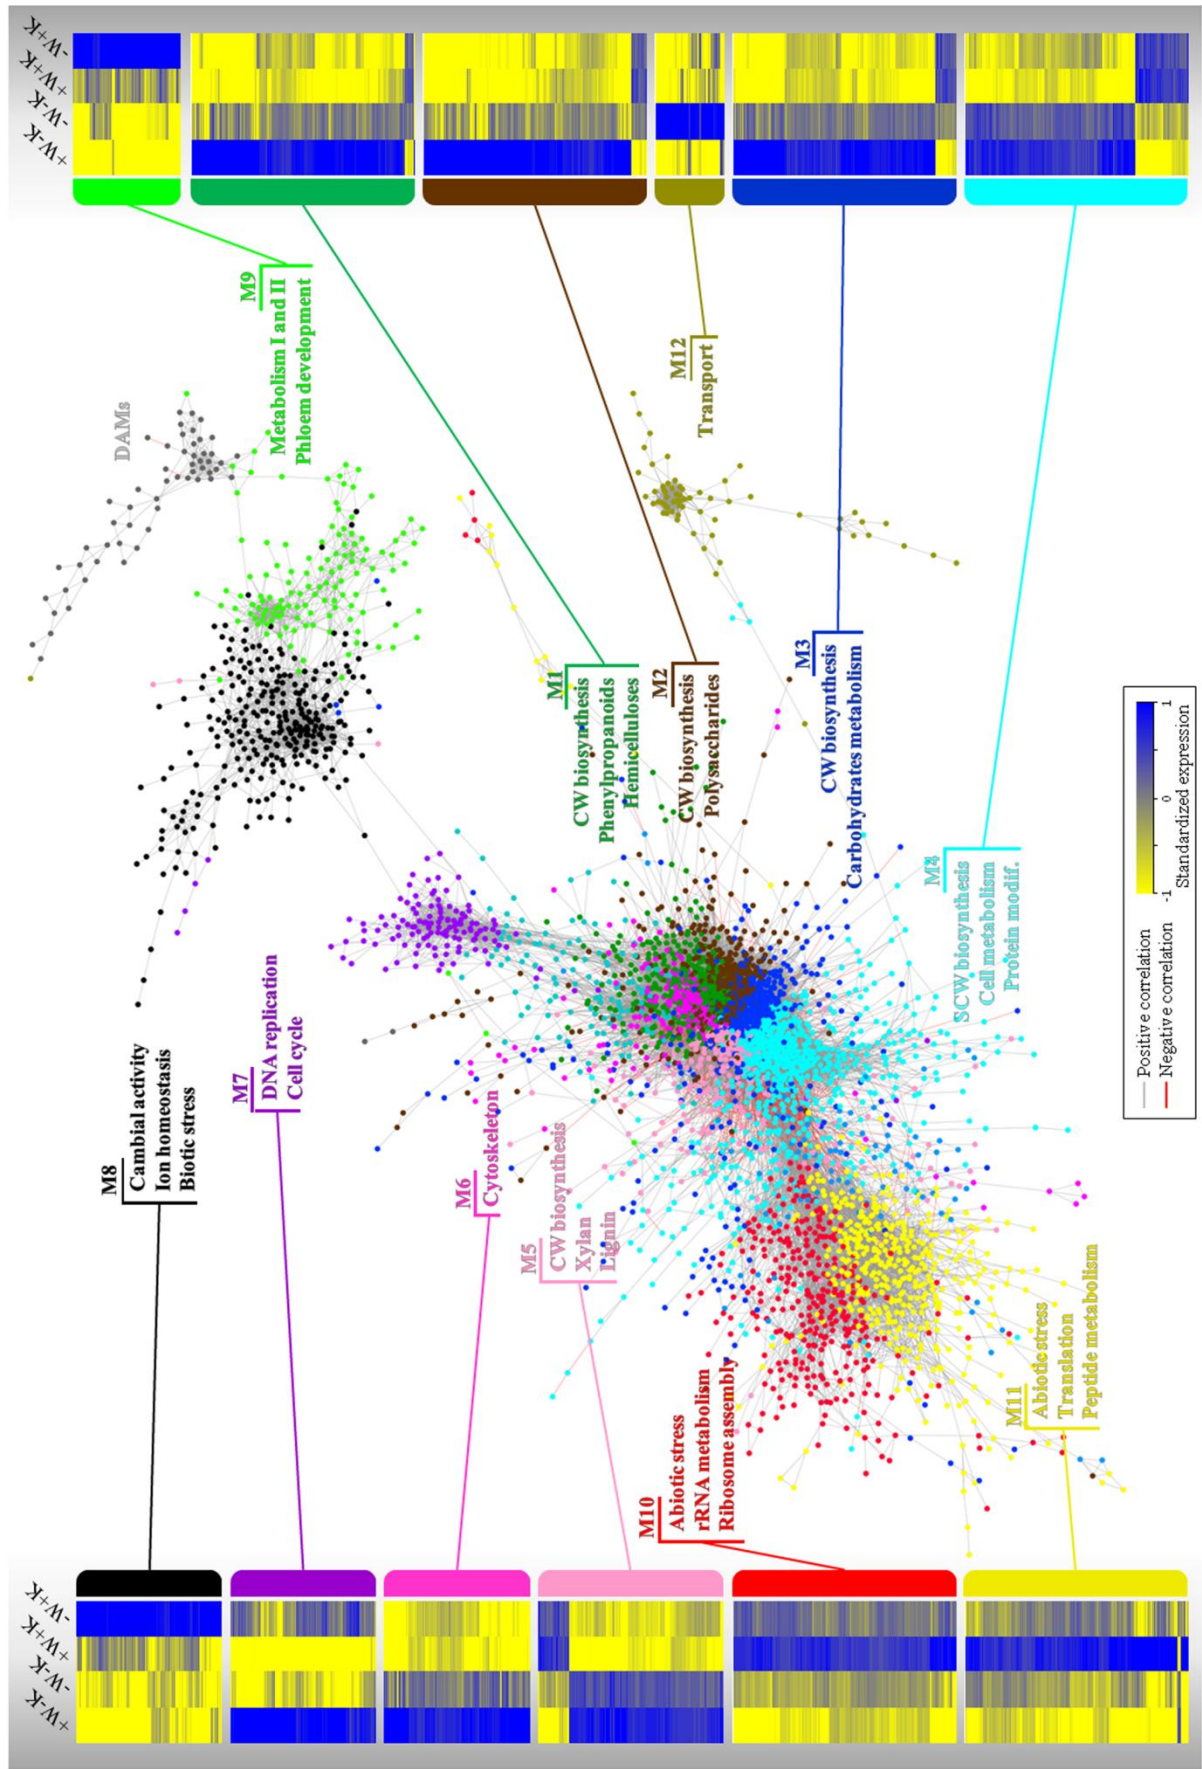 -W+K
+W+K
-W-K
+W-K
M9
Metabolism I and II
Phloem development
DAMs
M12
Transport
M1
CW biosynthesis
Phenylpropanoids
Hemicelluloses
M2
CW biosynthesis
Polysaccharides
M3
CW biosynthesis
Carbohydrates metabolism
M4
SCW biosynthesis
Cell metabolism
Protein modif.
M8
Cambial activity
Ion homeostasis
Biotic stress
M7
DNA replication
Cell cycle
M6
Cytoskeleton
M5
CW biosynthesis
Xylan
Lignin
M10
Abiotic stress
rRNA metabolism
Ribosome assembly
M11
Abiotic stress
Translation
Peptide metabolism
Positive correlation
Negative correlation
-1 0 1
Standardized expression
-W+K
+W+K
-W-K
+W-K